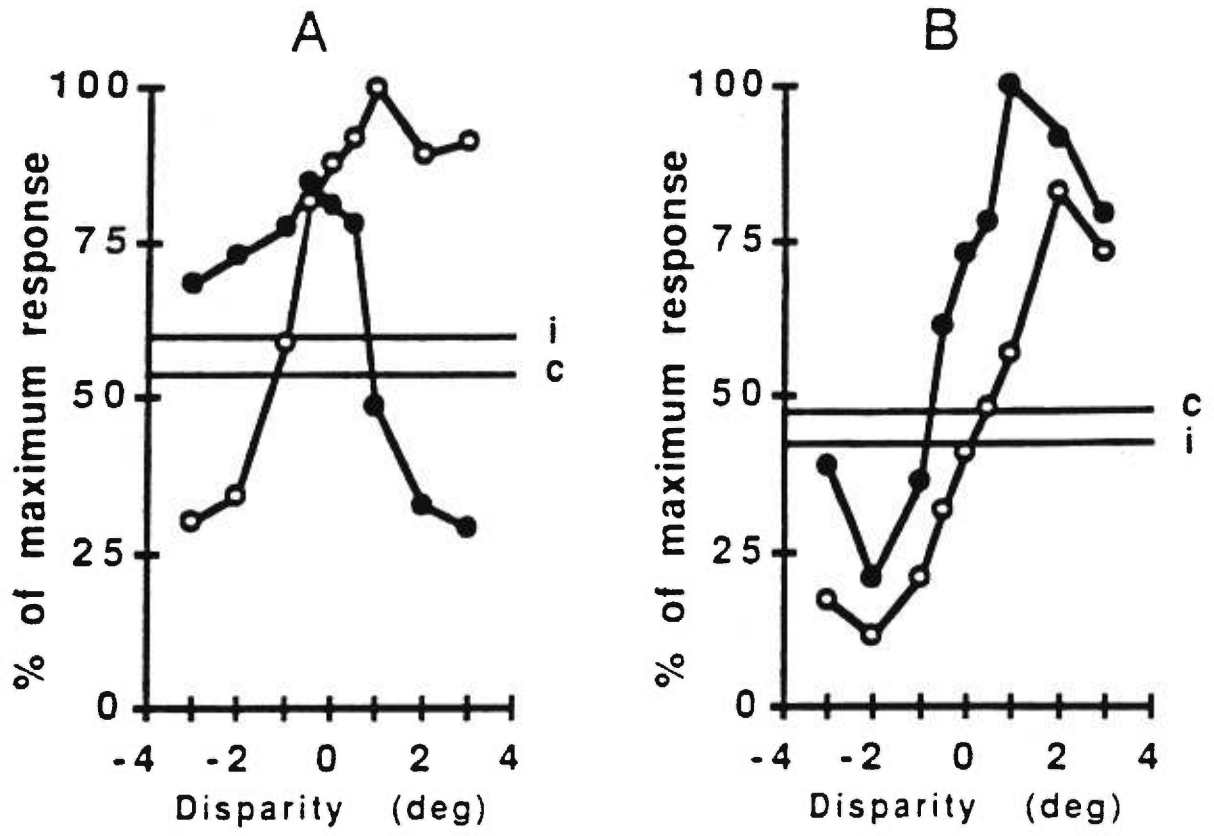 A
% of maximum response
100
75
50
25
0
i
c
-4 -2 0 2 4
Disparity (deg)
B
% of maximum response
100
75
50
25
0
c
i
-4 -2 0 2 4
Disparity (deg)